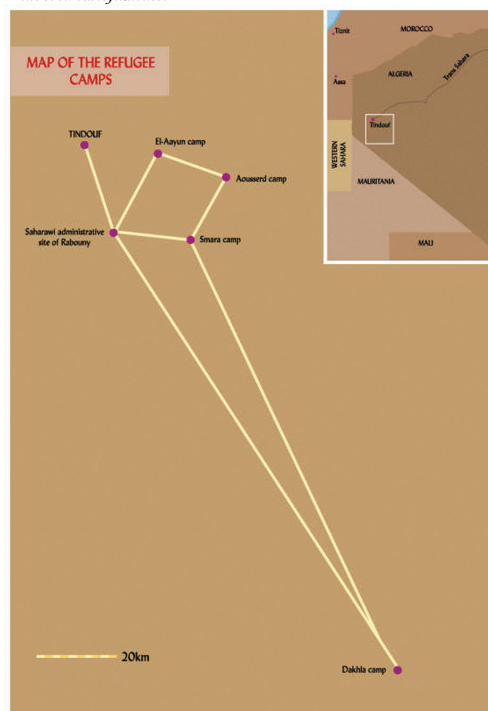 MAP OF THE REFUGEE
CAMPS
TINDOUF
El-Aayun camp
Aousserd camp
Saharawi administrative
site of Rabouny
Smara camp
Dakhla camp
20km
Tiznit
MOROCCO
Assa
ALGERIA
Trans Sahara
Tindouf
WESTERN
SAHARA
MAURITANIA
MALI